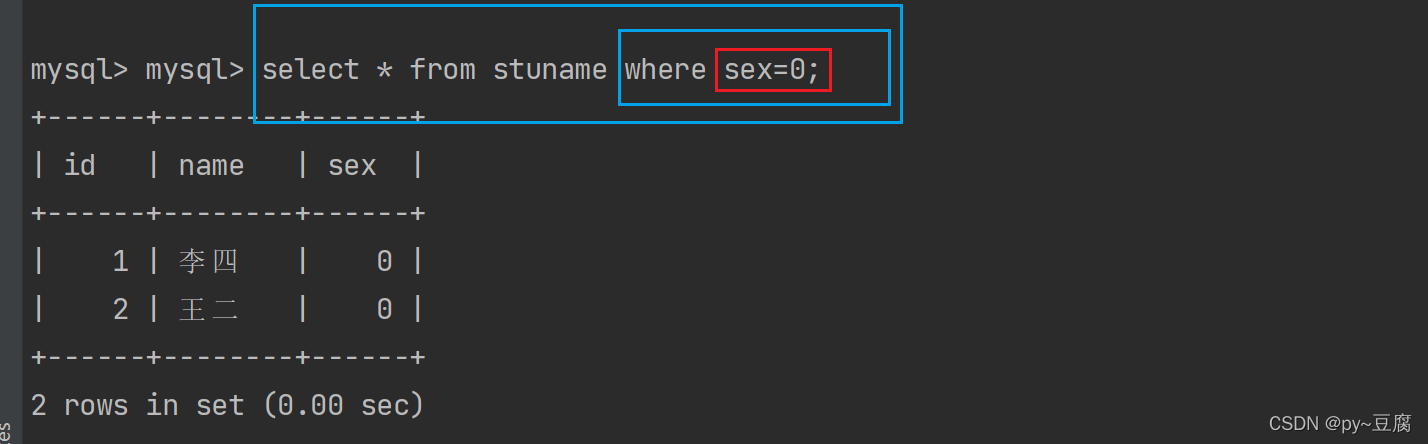 mysql> mysql> select * from stuname where sex=0;
+------+--------+------+
| id   | name   | sex  |
+------+--------+------+
|    1 | 李四   |    0 |
|    2 | 王二   |    0 |
+------+--------+------+
2 rows in set (0.00 sec)
CSDN @py~豆腐